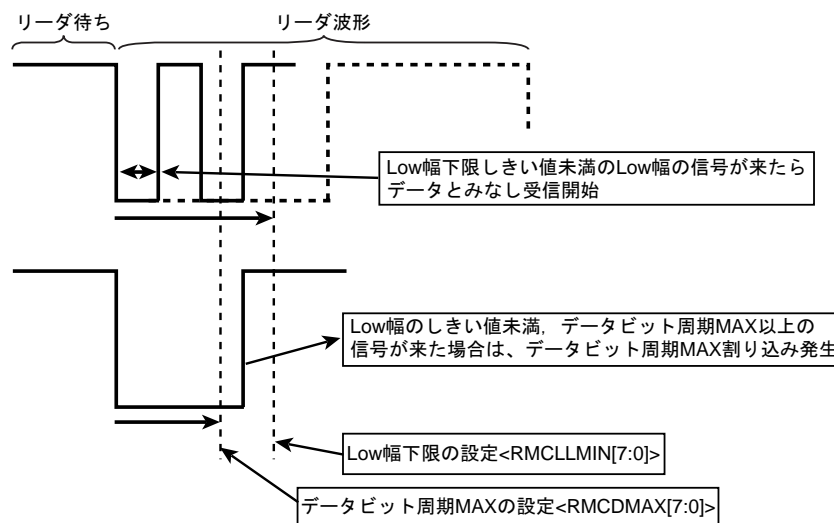 リーダ待ち
リーダ波形
Low幅下限しきい値未満のLow幅の信号が来たら
データとみなし受信開始
Low幅のしきい値未満，データビット周期MAX以上の
信号が来た場合は、データビット周期MAX割り込み発生
Low幅下限の設定<RMCLLMIN[7:0]>
データビット周期MAXの設定<RMCDMAX[7:0]>